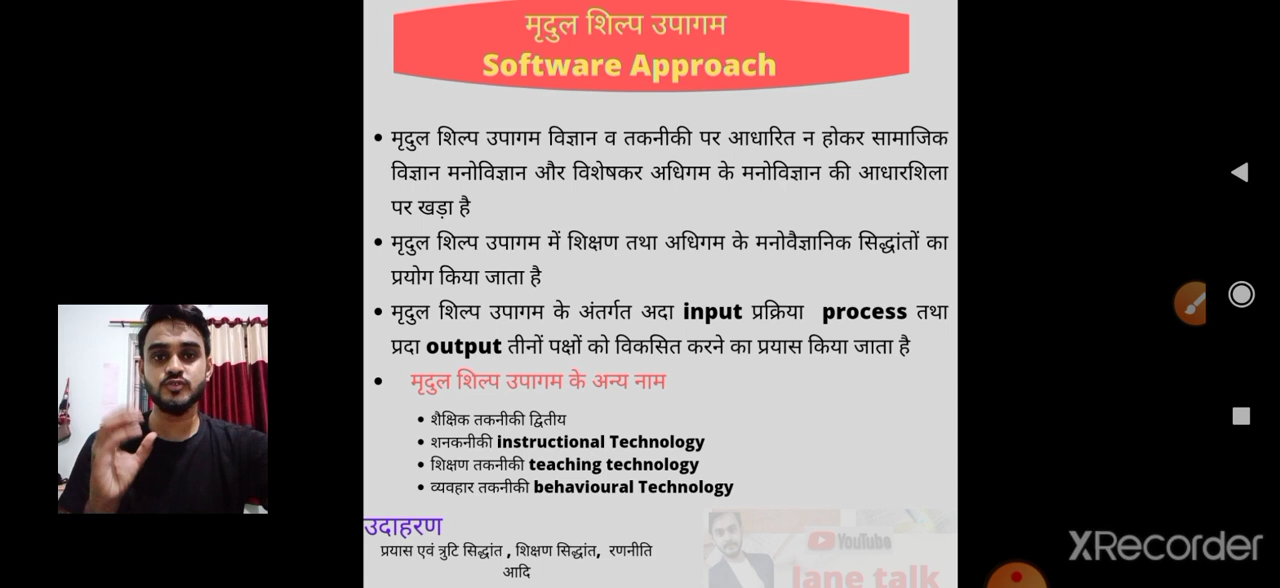 मृदुल शिल्प उपागम
Software Approach
• मृदुल शिल्प उपागम विज्ञान व तकनीकी पर आधारित न होकर सामाजिक
विज्ञान मनोविज्ञान और विशेषकर अधिगम के मनोविज्ञान की आधारशिला
पर खड़ा है
• मृदुल शिल्प उपागम में शिक्षण तथा अधिगम के मनोवैज्ञानिक सिद्धांतों का
प्रयोग किया जाता है
• मृदुल शिल्प उपागम के अंतर्गत अदा input प्रक्रिया process तथा
प्रदा output तीनों पक्षों को विकसित करने का प्रयास किया जाता है
• मृदुल शिल्प उपागम के अन्य नाम
• शैक्षिक तकनीकी द्वितीय
• शनकनीकी instructional Technology
• शिक्षण तकनीकी teaching technology
• व्यवहार तकनीकी behavioural Technology
उदाहरण
प्रयास एवं त्रुटि सिद्धांत , शिक्षण सिद्धांत, रणनीति
आदि
YouTube
Jane talk
XRecorder